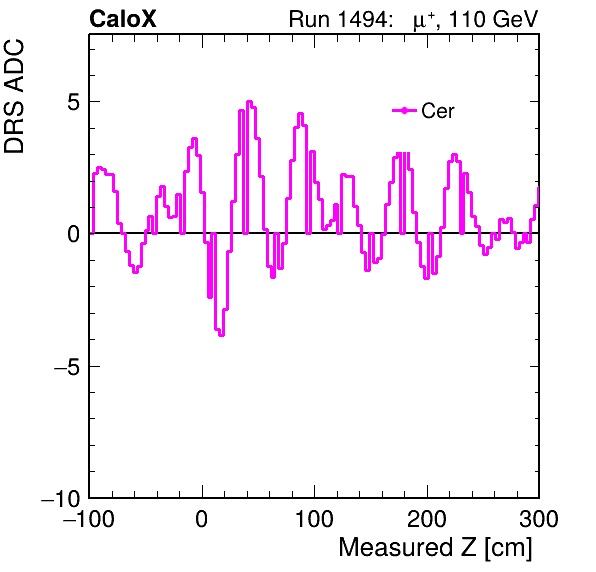 CaloX Run 1494: μ⁺, 110 GeV
DRS ADC
Cer
5
0
−5
−10
−100 0 100 200 300
Measured Z [cm]